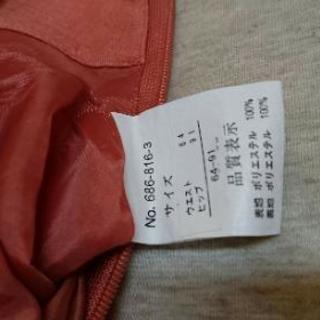 No. 686-816-3
サイズ
ウエスト 64
ヒップ 91
64-91
品質表示
表地 ポリエステル 100%
裏地 ポリエステル 100%